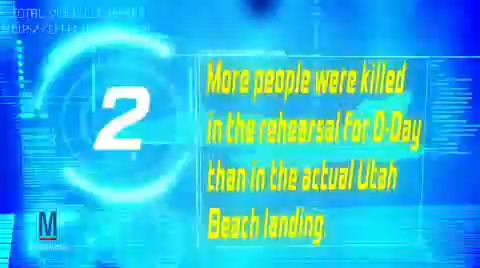 2
More people were killed
in the rehearsal for D-Day
than in the actual Utah
Beach landing.
M